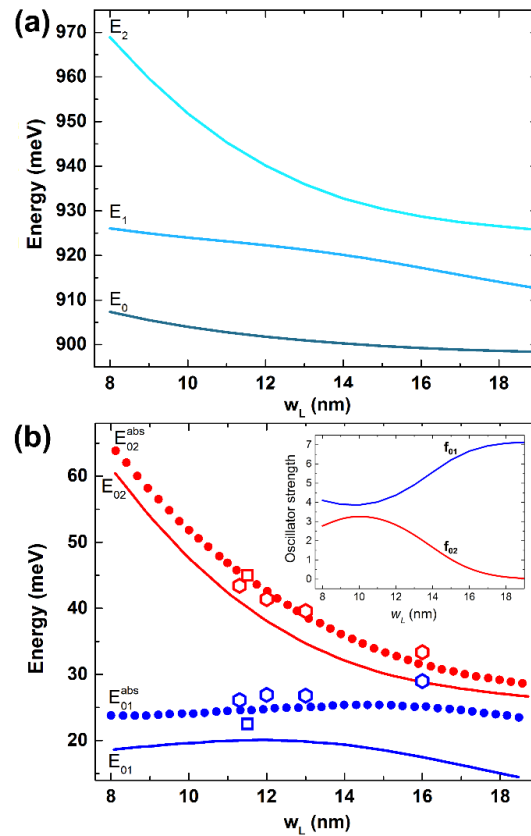 (a)
970
960
950
940
930
920
910
900
Energy (meV)
E2
E1
E0
8 10 12 14 16 18
wL (nm)
(b)
60
50
40
30
20
Energy (meV)
E02abs
E02
E01abs
E01
7
6
5
4
3
2
1
0
Oscillator strength
f01
f02
8 10 12 14 16 18
wL (nm)
8 10 12 14 16 18
wL (nm)